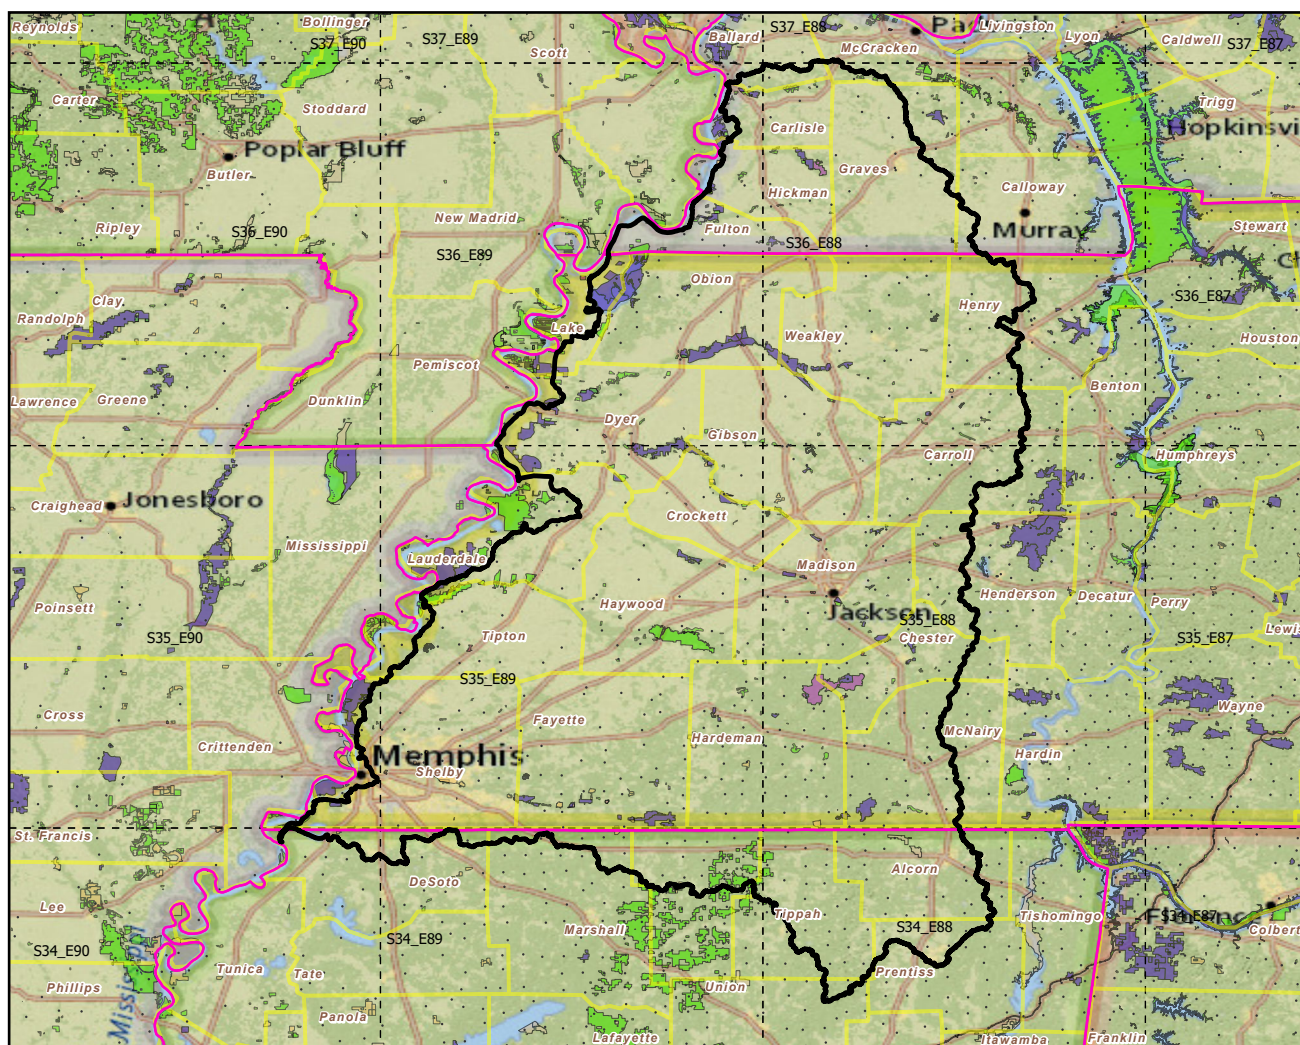 Reynolds
Bollinger
S37_E90
S37_E89
Scott
Ballard
S37_E88
McCracken
Livingston
Lyon
Caldwell
S37_E87
Carter
Stoddard
Trigg
Carlisle
Hopkinsvi
Poplar Bluff
Butler
Graves
Calloway
Hickman
New Madrid
Ripley
S36_E90
Fulton
Murray
Stewart
S36_E89
S36_E88
Obion
Clay
Henry
S36_E87
Randolph
Lake
Weakley
Houston
Pemiscot
Benton
Lawrence
Greene
Dunklin
Dyer
Gibson
Carroll
Humphreys
Craighead
Jonesboro
Crockett
Mississippi
Lauderdale
Madison
Poinsett
Haywood
Henderson
Decatur
Perry
Jackson
S35_E88
Chester
Lewis
S35_E90
Tipton
S35_E87
S35_E89
Cross
Fayette
Wayne
Crittenden
Hardeman
McNairy
Hardin
Memphis
Shelby
St. Francis
DeSoto
Alcorn
Lee
Tippah
Tishomingo
S34_E87
Marshall
S34_E88
Colbert
S34_E90
S34_E89
Tunica
Tate
Prentiss
Phillips
Union
Panola
Mississippi
Lafayette
Itawamba
Franklin